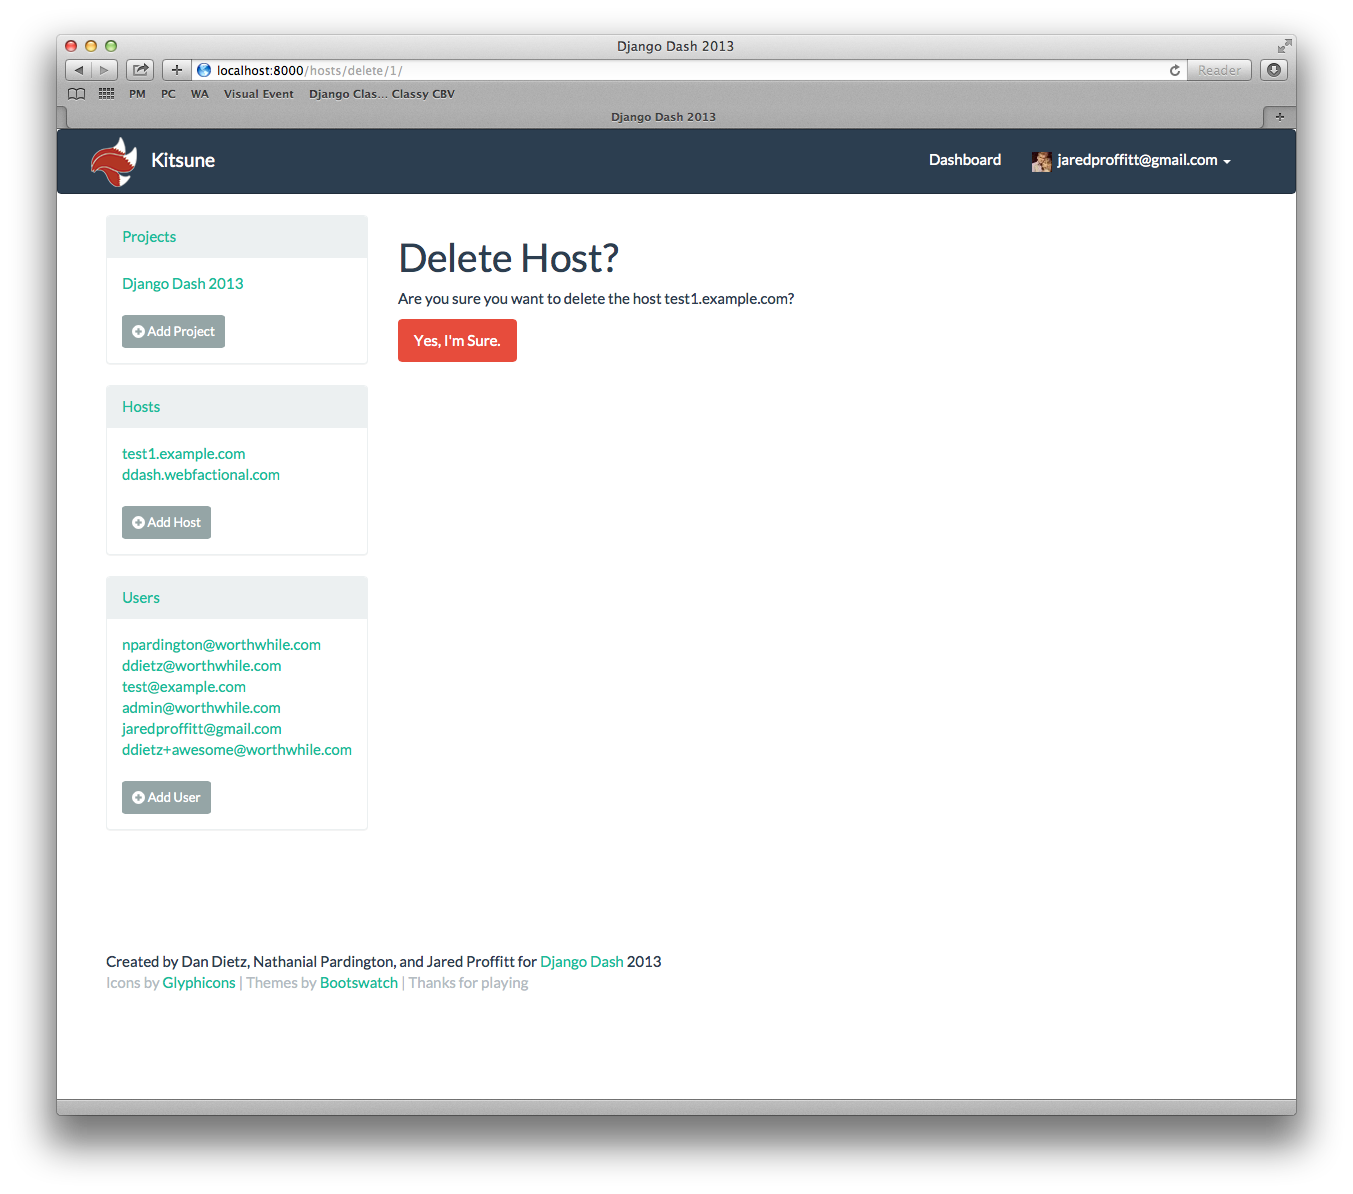 Django Dash 2013
localhost:8000/hosts/delete/1/
Reader
PM PC WA Visual Event Django Clas... Classy CBV
Django Dash 2013
Kitsune
Dashboard
jaredproffitt@gmail.com
Projects
Django Dash 2013
Add Project
Hosts
test1.example.com
ddash.webfactional.com
Add Host
Users
npardington@worthwhile.com
ddietz@worthwhile.com
test@example.com
admin@worthwhile.com
jaredproffitt@gmail.com
ddietz+awesome@worthwhile.com
Add User
Delete Host?
Are you sure you want to delete the host test1.example.com?
Yes, I'm Sure.
Created by Dan Dietz, Nathanial Pardington, and Jared Proffitt for Django Dash 2013
Icons by Glyphicons | Themes by Bootswatch | Thanks for playing